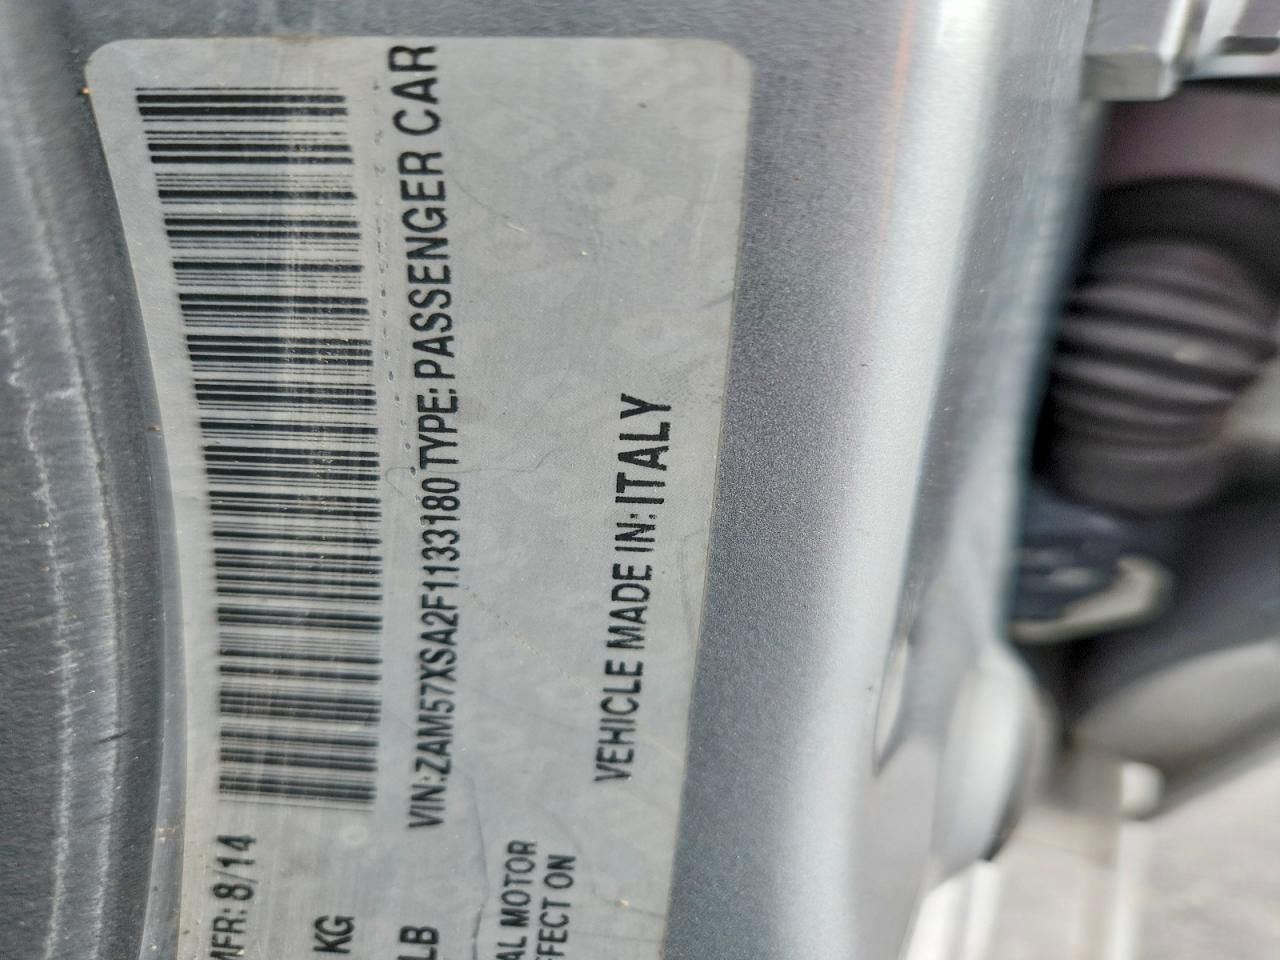 MFR: 8/14
KG
LB
VIN:ZAM57XSA2F1133180 TYPE: PASSENGER CAR
AL MOTOR
FFECT ON
VEHICLE MADE IN: ITALY